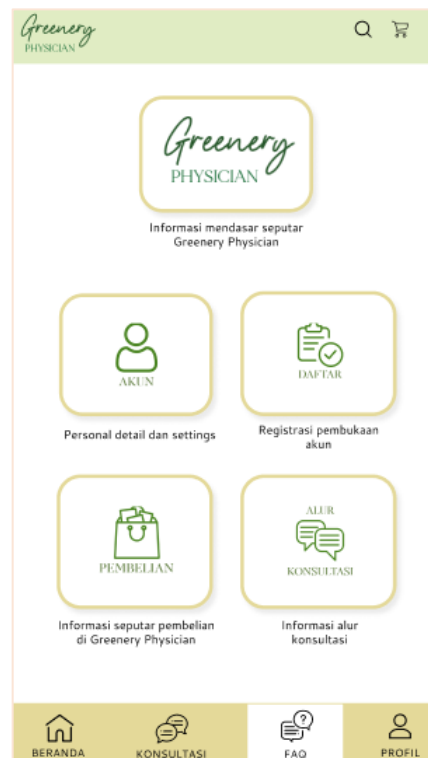 Greenery
PHYSICIAN
Greenery
PHYSICIAN
Informasi mendasar seputar
Greenery Physician
AKUN
Personal detail dan settings
DAFTAR
Registrasi pembukaan
akun
PEMBELIAN
Informasi seputar pembelian
di Greenery Physician
ALUR
KONSULTASI
Informasi alur
konsultasi
BERANDA
KONSULTASI
FAQ
PROFIL